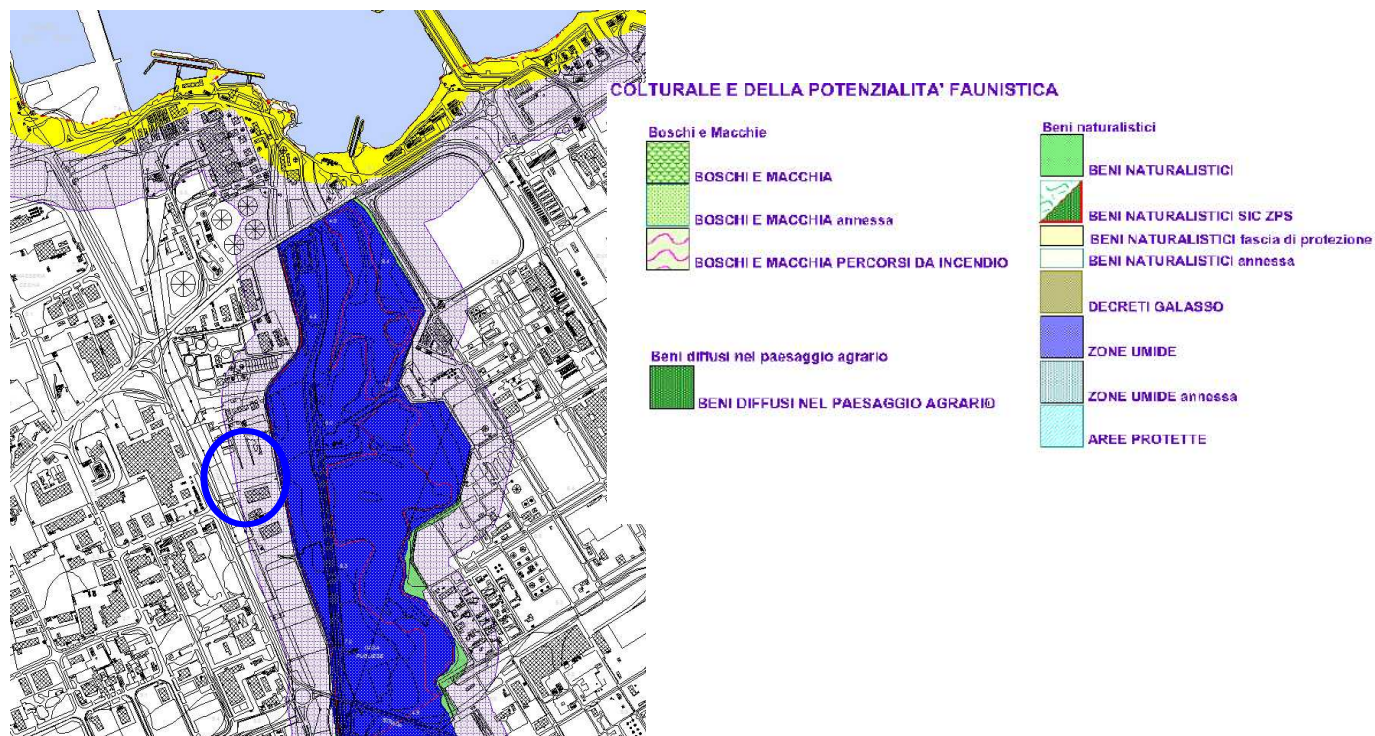 COLTURALE E DELLA POTENZIALITA' FAUNISTICA
Boschi e Macchie
BOSCHI E MACCHIA
BOSCHI E MACCHIA annessa
BOSCHI E MACCHIA PERCORSI DA INCENDIO
Beni diffusi nel paesaggio agrario
BENI DIFFUSI NEL PAESAGGIO AGRARIO
Beni naturalistici
BENI NATURALISTICI
BENI NATURALISTICI SIC ZPS
BENI NATURALISTICI fascia di protezione
BENI NATURALISTICI annessa
DECRETI GALASSO
ZONE UMIDE
ZONE UMIDE annessa
AREE PROTETTE